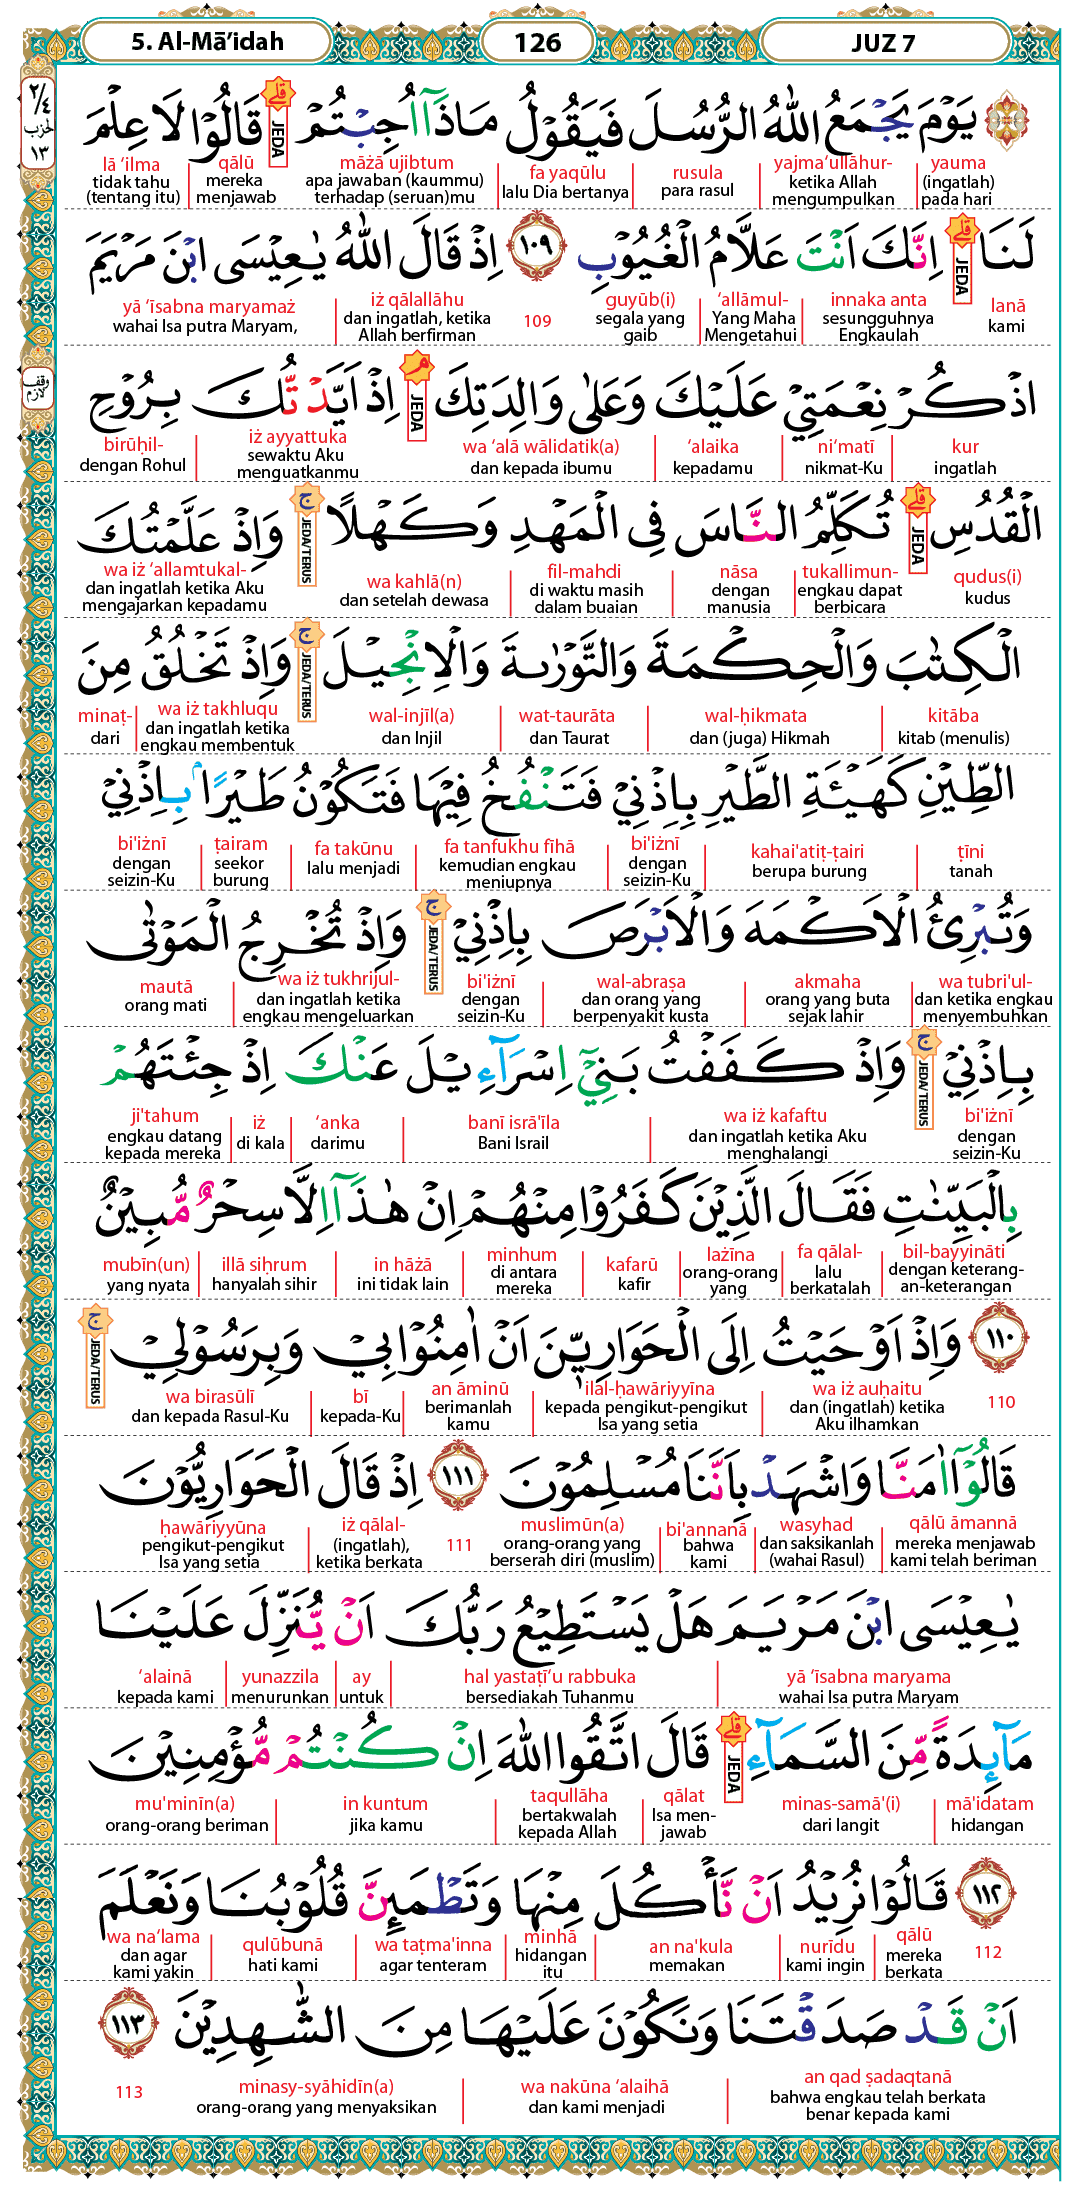 5. Al-Mā’idah
126
JUZ 7
٢/٤
لحزب
١٣
يَوْمَ يَجْمَعُ اللّٰهُ الرُّسُلَ فَيَقُوْلُ مَاذَآ اُجِبْتُمْ ۗ قَالُوْا لَا عِلْمَ
JEDA
yauma
(ingatlah)
pada hari
yajma‘ullāhur-
ketika Allah
mengumpulkan
rusula
para rasul
fa yaqūlu
lalu Dia bertanya
māżā ujibtum
apa jawaban (kaummu)
terhadap (seruan)mu
qālū
mereka
menjawab
lā ‘ilma
tidak tahu
(tentang itu)
لَنَا ۗ اِنَّكَ اَنْتَ عَلَّامُ الْغُيُوْبِ ١٠٩ اِذْ قَالَ اللّٰهُ يٰعِيْسَى ابْنَ مَرْيَمَ
JEDA
lanā
kami
innaka anta
sesungguhnya
Engkaulah
‘allāmul-
Yang Maha
Mengetahui
guyūb(i)
segala yang
gaib
109
iż qālallāhu
dan ingatlah, ketika
Allah berfirman
yā ‘īsabna maryamaż
wahai Isa putra Maryam,
وقف
لازم
اذْكُرْ نِعْمَتِيْ عَلَيْكَ وَعَلٰى وَالِدَتِكَ ۘ اِذْ اَيَّدْتُّكَ بِرُوْحِ
JEDA
kur
ingatlah
ni‘matī
nikmat-Ku
‘alaika
kepadamu
wa ‘alā wālidatik(a)
dan kepada ibumu
iż ayyattuka
sewaktu Aku
menguatkanmu
birūḥil-
dengan Rohul
الْقُدُسِ ۗ تُكَلِّمُ النَّاسَ فِى الْمَهْدِ وَكَهْلًا ۚ وَاِذْ عَلَّمْتُكَ
JEDA
JEDA/TERUS
qudus(i)
kudus
tukallimun-
engkau dapat
berbicara
nāsa
dengan
manusia
fil-mahdi
di waktu masih
dalam buaian
wa kahlā(n)
dan setelah dewasa
wa iż ‘allamtukal-
dan ingatlah ketika Aku
mengajarkan kepadamu
الْكِتٰبَ وَالْحِكْمَةَ وَالتَّوْرٰىةَ وَالْاِنْجِيْلَ ۚ وَاِذْ تَخْلُقُ مِنَ
JEDA/TERUS
kitāba
kitab (menulis)
wal-ḥikmata
dan (juga) Hikmah
wat-taurāta
dan Taurat
wal-injīl(a)
dan Injil
wa iż takhluqu
dan ingatlah ketika
engkau membentuk
minaṭ-
dari
الطِّيْنِ كَهَيْـَٔةِ الطَّيْرِ بِاِذْنِيْ فَتَنْفُخُ فِيْهَا فَتَكُوْنُ طَيْرًاۢ بِاِذْنِيْ
ṭīni
tanah
kahai'atiṭ-ṭairi
berupa burung
bi'iżnī
dengan
seizin-Ku
fa tanfukhu fīhā
kemudian engkau
meniupnya
fa takūnu
lalu menjadi
ṭairam
seekor
burung
bi'iżnī
dengan
seizin-Ku
وَتُبْرِئُ الْاَكْمَهَ وَالْاَبْرَصَ بِاِذْنِيْ ۚ وَاِذْ تُخْرِجُ الْمَوْتٰى
JEDA/TERUS
wa tubri'ul-
dan ketika engkau
menyembuhkan
akmaha
orang yang buta
sejak lahir
wal-abraṣa
dan orang yang
berpenyakit kusta
bi'iżnī
dengan
seizin-Ku
wa iż tukhrijul-
dan ingatlah ketika
engkau mengeluarkan
mautā
orang mati
بِاِذْنِيْ ۚ وَاِذْ كَفَفْتُ بَنِيْٓ اِسْرَاۤءِيْلَ عَنْكَ اِذْ جِئْتَهُمْ
JEDA/TERUS
bi'iżnī
dengan
seizin-Ku
wa iż kafaftu
dan ingatlah ketika Aku
menghalangi
banī isrā'īla
Bani Israil
‘anka
darimu
iż
di kala
ji'tahum
engkau datang
kepada mereka
بِالْبَيِّنٰتِ فَقَالَ الَّذِيْنَ كَفَرُوْا مِنْهُمْ اِنْ هٰذَآ اِلَّا سِحْرٌ مُّبِيْنٌ
bil-bayyināti
dengan keterang-
an-keterangan
fa qālal-
lalu
berkatalah
lażīna
orang-orang
yang
kafarū
kafir
minhum
di antara
mereka
in hāżā
ini tidak lain
illā siḥrum
hanyalah sihir
mubīn(un)
yang nyata
١١٠ وَاِذْ اَوْحَيْتُ اِلَى الْحَوَارِيّٖنَ اَنْ اٰمِنُوْا بِيْ وَبِرَسُوْلِيْ ۚ
JEDA/TERUS
110
wa iż auḥaitu
dan (ingatlah) ketika
Aku ilhamkan
ilal-ḥawāriyyīna
kepada pengikut-pengikut
Isa yang setia
an āminū
berimanlah
kamu
bī
kepada-Ku
wa birasūlī
dan kepada Rasul-Ku
قَالُوْٓا اٰمَنَّا وَاشْهَدْ بِاَنَّنَا مُسْلِمُوْنَ ١١١ اِذْ قَالَ الْحَوَارِيُّوْنَ
qālū āmannā
mereka menjawab
kami telah beriman
wasyhad
dan saksikanlah
(wahai Rasul)
bi'annanā
bahwa
kami
muslimūn(a)
orang-orang yang
berserah diri (muslim)
111
iż qālal-
(ingatlah),
ketika berkata
ḥawāriyyūna
pengikut-pengikut
Isa yang setia
يٰعِيْسَى ابْنَ مَرْيَمَ هَلْ يَسْتَطِيْعُ رَبُّكَ اَنْ يُّنَزِّلَ عَلَيْنَا
yā ‘īsabna maryama
wahai Isa putra Maryam
hal yastaṭī‘u rabbuka
bersediakah Tuhanmu
ay
untuk
yunazzila
menurunkan
‘alainā
kepada kami
مَاۤىِٕدَةً مِّنَ السَّمَاۤءِ ۗ قَالَ اتَّقُوا اللّٰهَ اِنْ كُنْتُمْ مُّؤْمِنِيْنَ
JEDA
mā'idatam
hidangan
minas-samā'(i)
dari langit
qālat
Isa men-
jawab
taqullāha
bertakwalah
kepada Allah
in kuntum
jika kamu
mu'minīn(a)
orang-orang beriman
١١٢ قَالُوْا نُرِيْدُ اَنْ نَّأْكُلَ مِنْهَا وَتَطْمَىِٕنَّ قُلُوْبُنَا وَنَعْلَمَ
112
qālū
mereka
berkata
nurīdu
kami ingin
an na'kula
memakan
minhā
hidangan
itu
wa taṭma'inna
agar tenteram
qulūbunā
hati kami
wa na‘lama
dan agar
kami yakin
اَنْ قَدْ صَدَقْتَنَا وَنَكُوْنَ عَلَيْهَا مِنَ الشّٰهِدِيْنَ ١١٣
an qad ṣadaqtanā
bahwa engkau telah berkata
benar kepada kami
wa nakūna ‘alaihā
dan kami menjadi
minasy-syāhidīn(a)
orang-orang yang menyaksikan
113